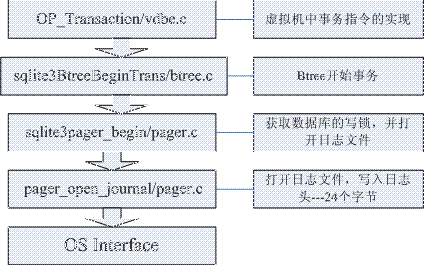 OP_Transaction/vdbe.c
虚拟机中事务指令的实现
sqlite3BtreeBeginTrans/btree.c
Btree开始事务
sqlite3pager_begin/pager.c
获取数据库的写锁，并打
开日志文件
pager_open_journal/pager.c
打开日志文件，写入日志
头---24个字节
OS Interface